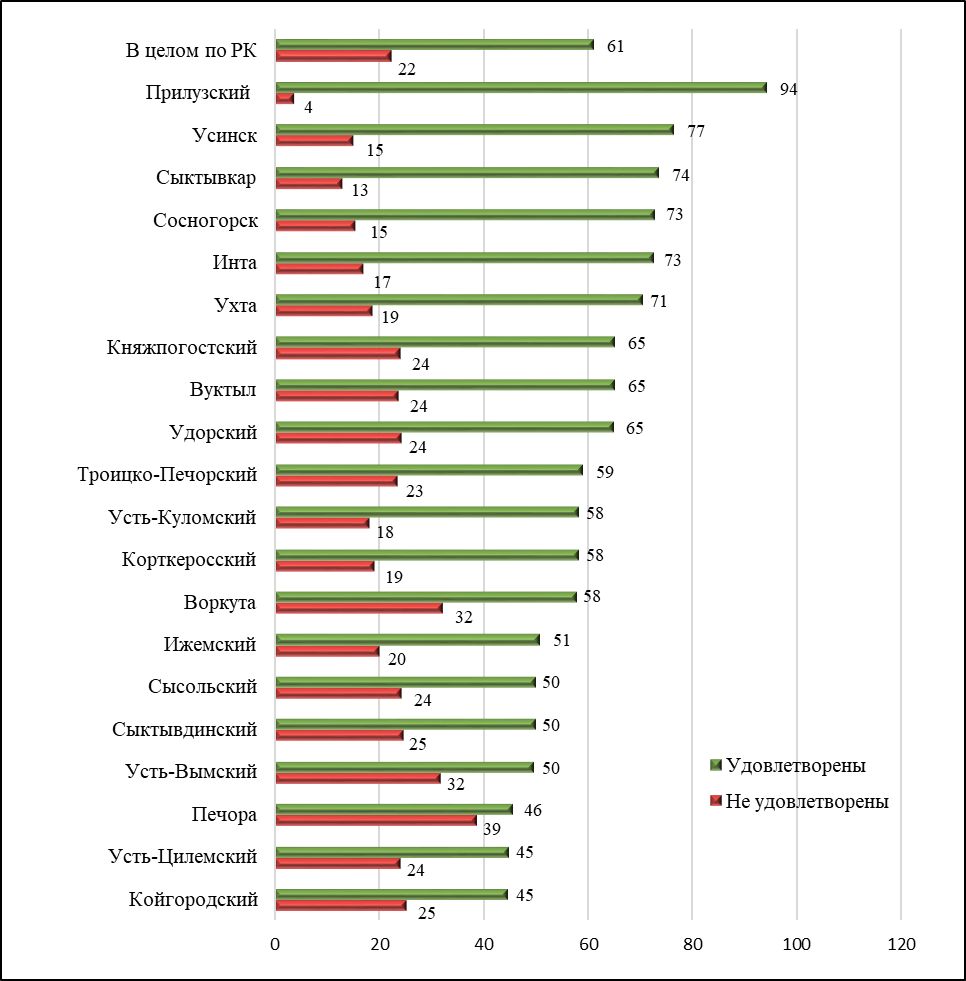 В целом по РК
61
22
Прилузский
94
4
Усинск
77
15
Сыктывкар
74
13
Сосногорск
73
15
Инта
73
17
Ухта
71
19
Княжпогостский
65
24
Вуктыл
65
24
Удорский
65
24
Троицко-Печорский
59
23
Усть-Куломский
58
18
Корткеросский
58
19
Воркута
58
32
Ижемский
51
20
Сысольский
50
24
Сыктывдинский
50
25
Усть-Вымский
50
32
Печора
46
39
Усть-Цилемский
45
24
Койгородский
45
25
Удовлетворены
Не удовлетворены
0 20 40 60 80 100 120